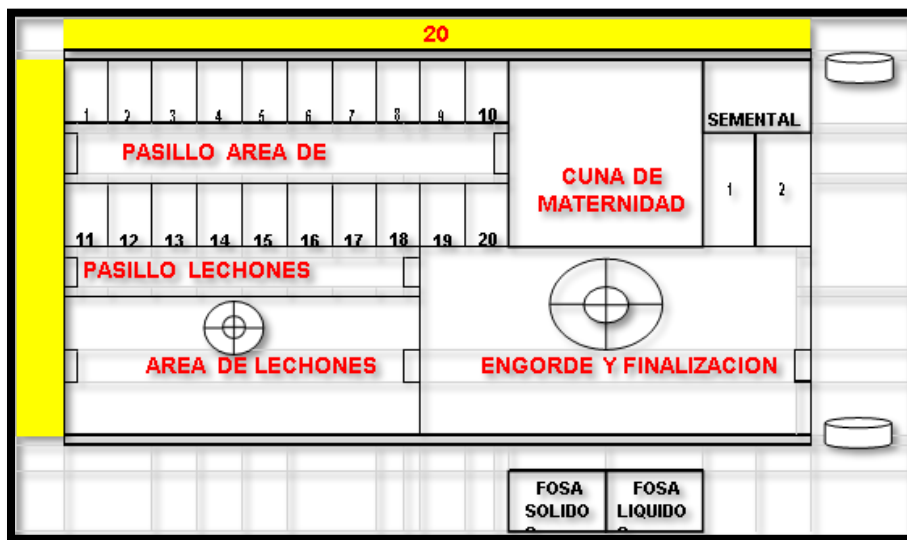 20
1 2 3 4 5 6 7 8 9 10
SEMENTAL
PASILLO AREA DE
CUNA DE
MATERNIDAD
1 2
11 12 13 14 15 16 17 18 19 20
PASILLO LECHONES
AREA DE LECHONES
ENGORDE Y FINALIZACION
FOSA
SOLIDO
FOSA
LIQUIDO